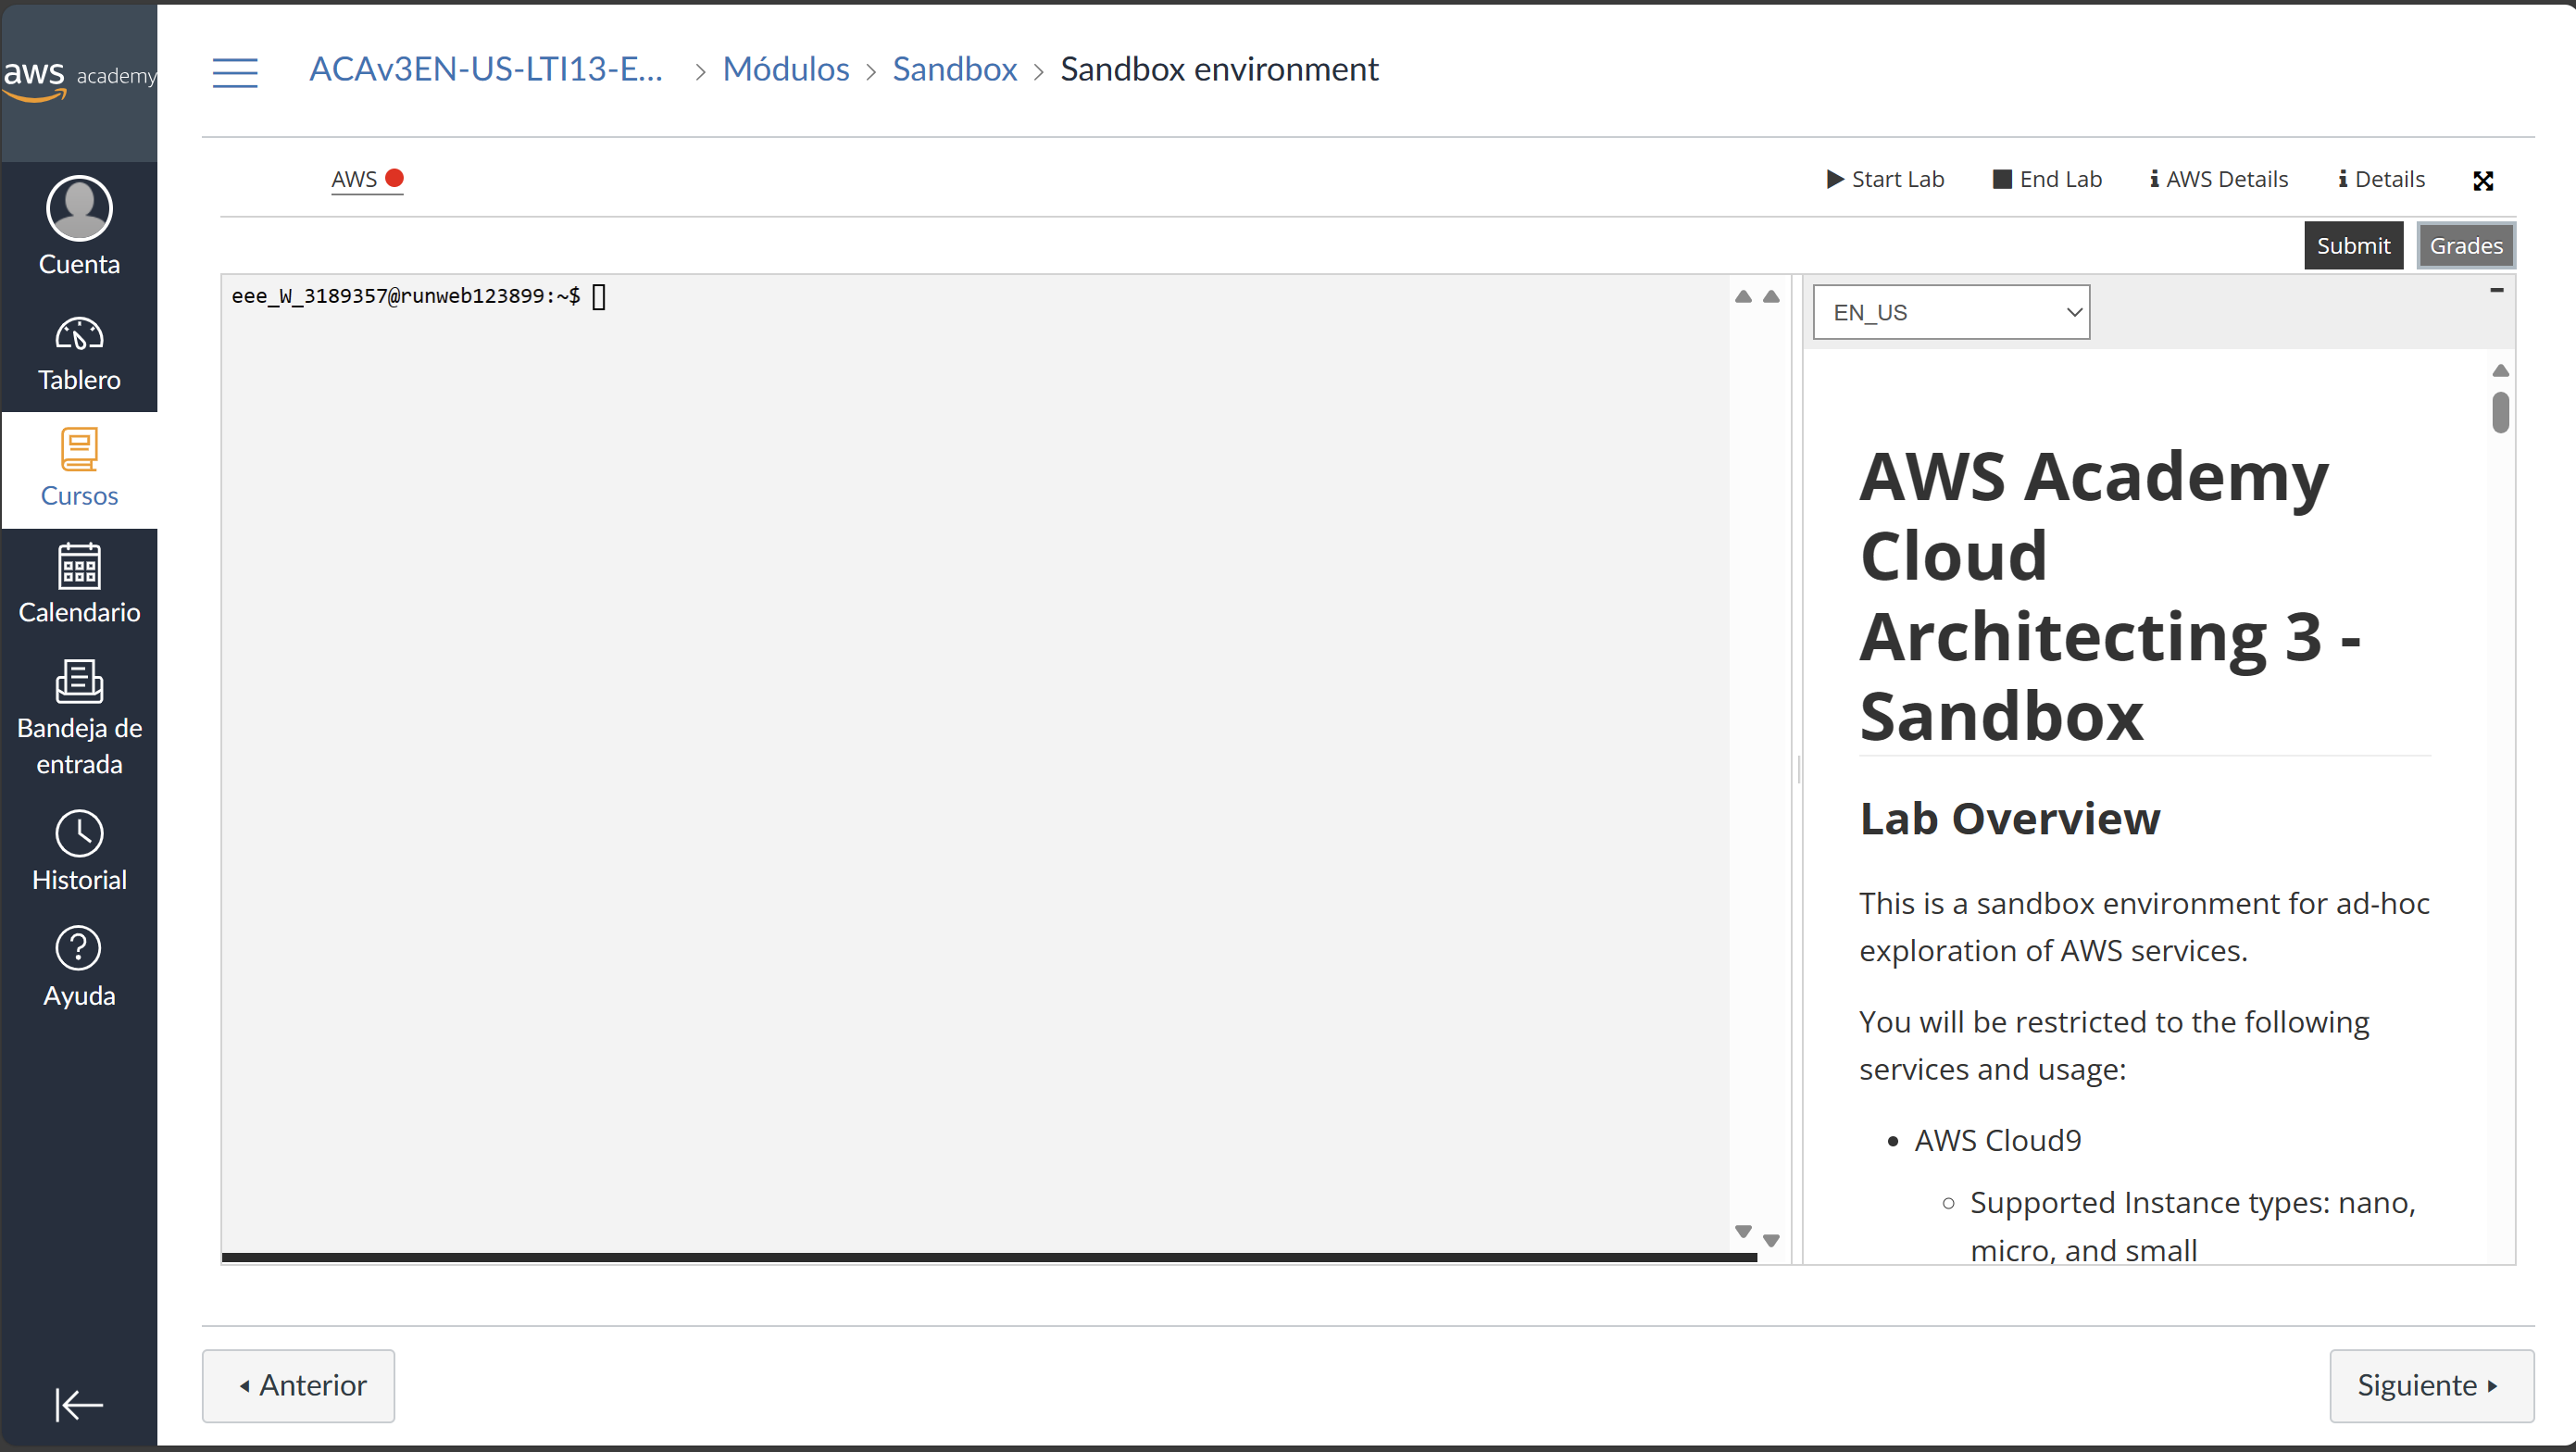 aws academy
Cuenta
Tablero
Cursos
Calendario
Bandeja de
entrada
Historial
Ayuda
ACAv3EN-US-LTI13-E... > Módulos > Sandbox > Sandbox environment
AWS
Start Lab
End Lab
AWS Details
Details
Submit
Grades
eee_W_3189357@runweb123899:~$
EN_US
AWS Academy
Cloud
Architecting 3 -
Sandbox
Lab Overview
This is a sandbox environment for ad-hoc
exploration of AWS services.
You will be restricted to the following
services and usage:
AWS Cloud9
Supported Instance types: nano,
micro, and small
Anterior
Siguiente